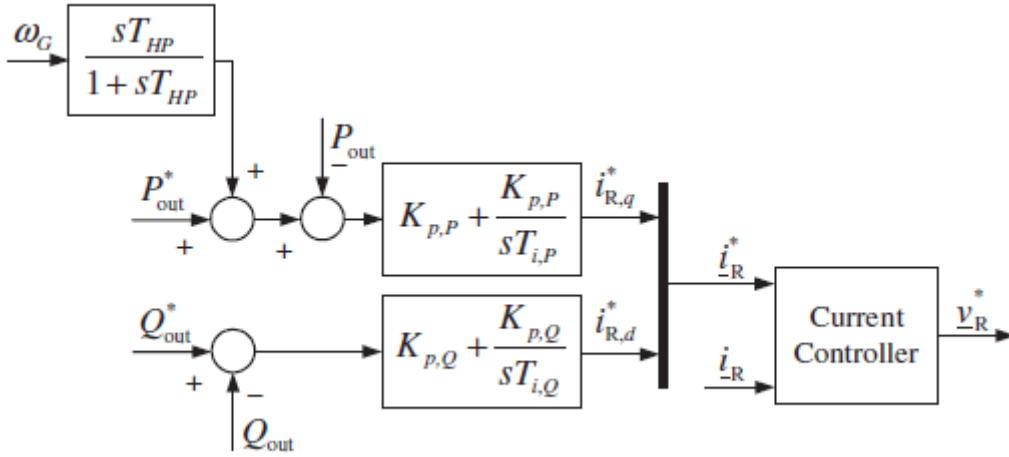 ω_G
sT_HP
1 + sT_HP
+
P_out
−
P*_out
+
+
K_p,P + K_p,P / sT_i,P
i*_R,q
i*_R
Q*_out
+
−
Q_out
K_p,Q + K_p,Q / sT_i,Q
i*_R,d
i_R
Current
Controller
v*_R